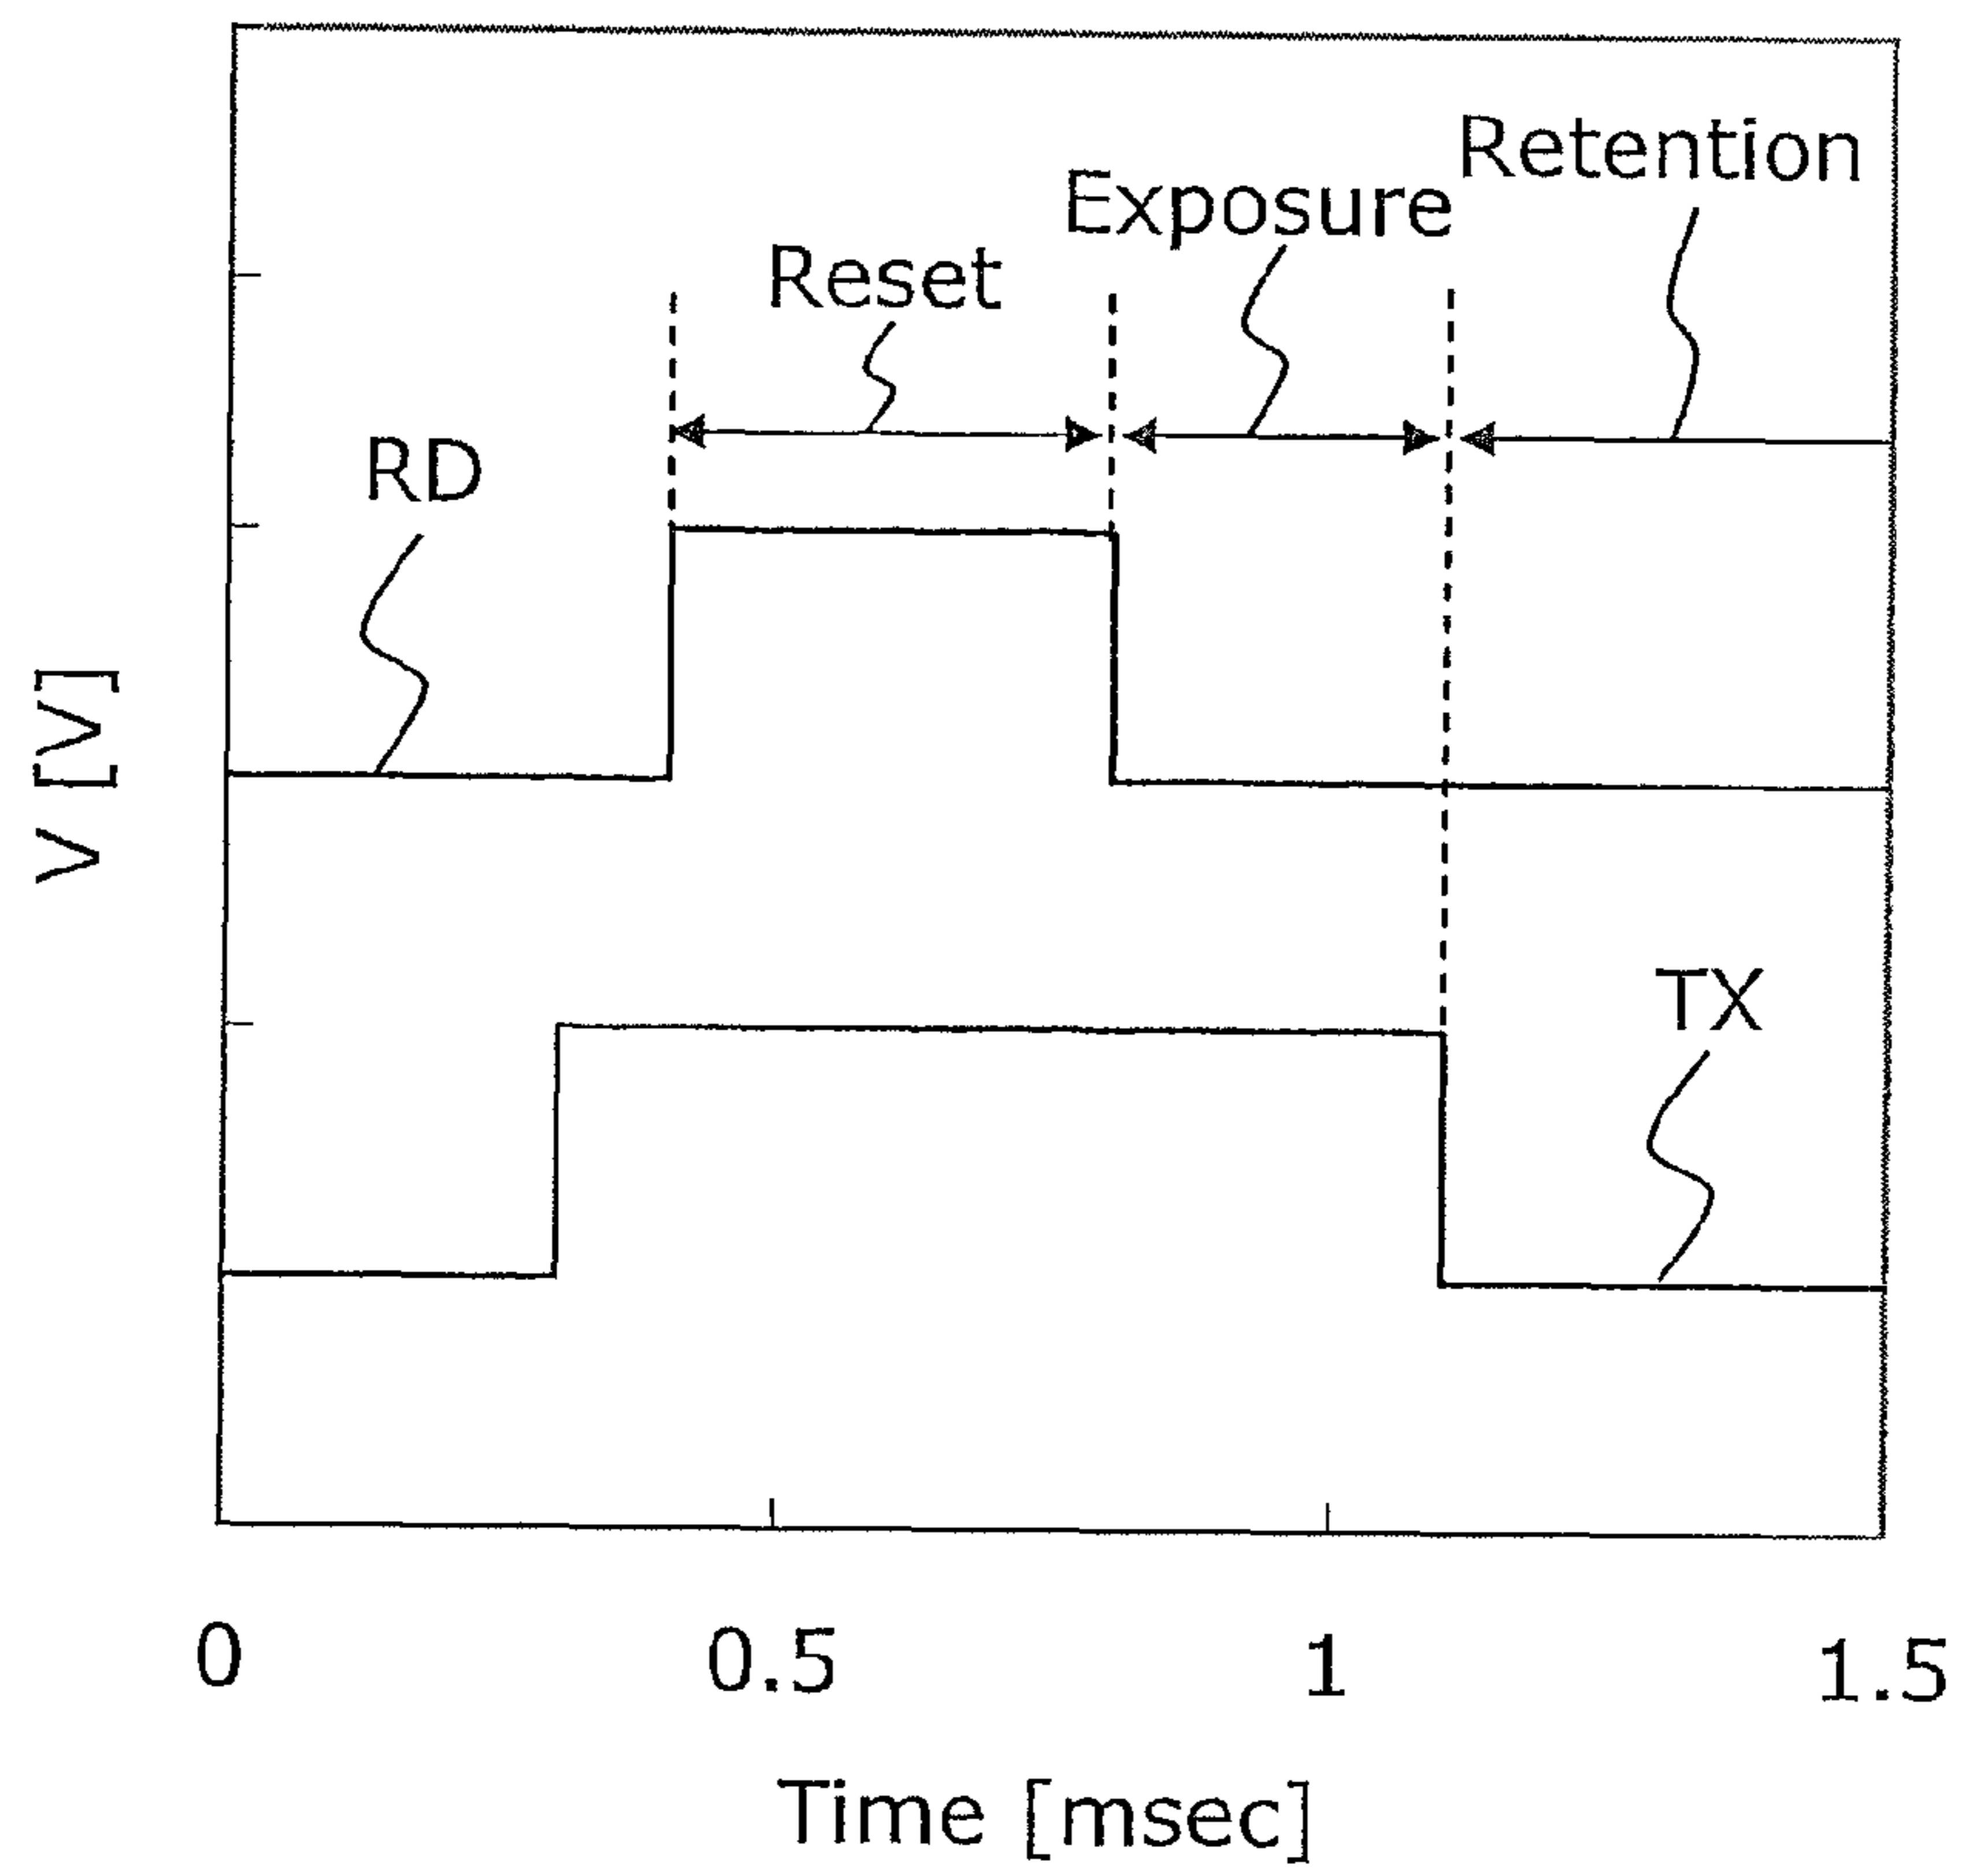 Retention
Exposure
Reset
RD
V [V]
TX
0 0.5 1 1.5
Time [msec]